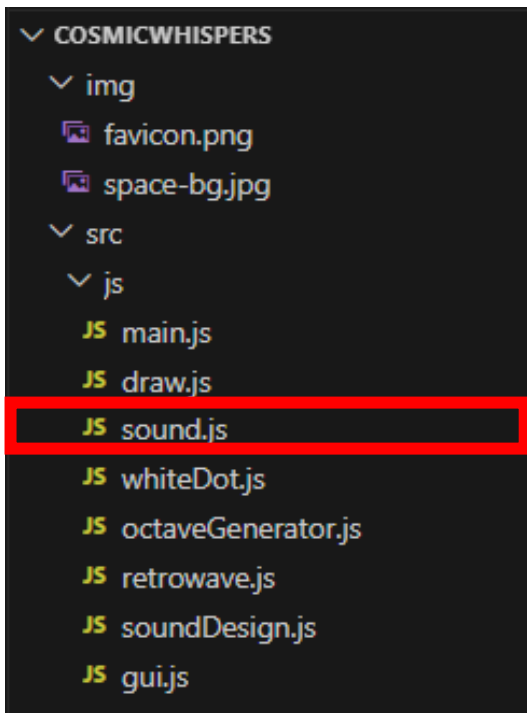 COSMICWHISPERS
img
favicon.png
space-bg.jpg
src
js
JS main.js
JS draw.js
JS sound.js
JS whiteDot.js
JS octaveGenerator.js
JS retrowave.js
JS soundDesign.js
JS gui.js